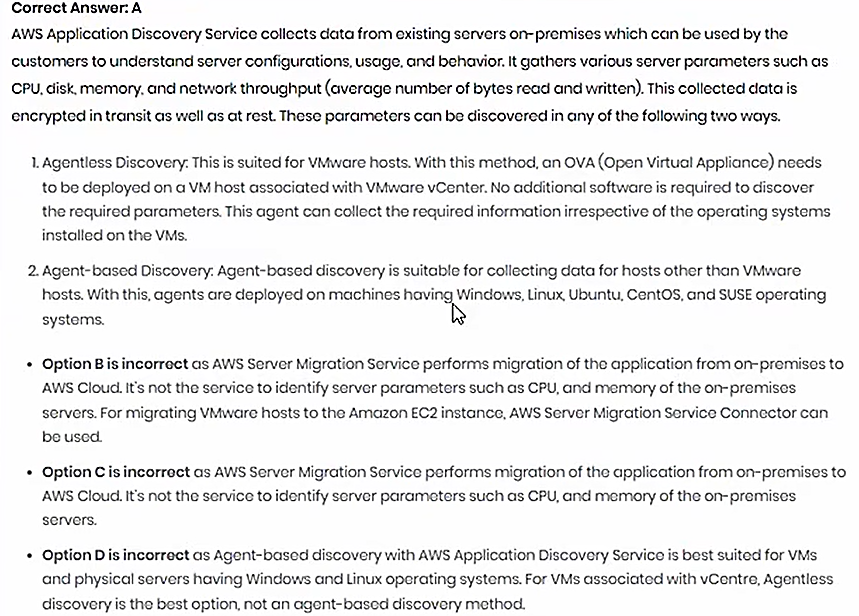 Correct Answer: A
AWS Application Discovery Service collects data from existing servers on-premises which can be used by the
customers to understand server configurations, usage, and behavior. It gathers various server parameters such as
CPU, disk, memory, and network throughput (average number of bytes read and written). This collected data is
encrypted in transit as well as at rest. These parameters can be discovered in any of the following two ways.
1. Agentless Discovery: This is suited for VMware hosts. With this method, an OVA (Open Virtual Appliance) needs
to be deployed on a VM host associated with VMware vCenter. No additional software is required to discover
the required parameters. This agent can collect the required information irrespective of the operating systems
installed on the VMs.
2. Agent-based Discovery: Agent-based discovery is suitable for collecting data for hosts other than VMware
hosts. With this, agents are deployed on machines having Windows, Linux, Ubuntu, CentOS, and SUSE operating
systems.
• Option B is incorrect as AWS Server Migration Service performs migration of the application from on-premises to
AWS Cloud. It's not the service to identify server parameters such as CPU, and memory of the on-premises
servers. For migrating VMware hosts to the Amazon EC2 instance, AWS Server Migration Service Connector can
be used.
• Option C is incorrect as AWS Server Migration Service performs migration of the application from on-premises to
AWS Cloud. It's not the service to identify server parameters such as CPU, and memory of the on-premises
servers.
• Option D is incorrect as Agent-based discovery with AWS Application Discovery Service is best suited for VMs
and physical servers having Windows and Linux operating systems. For VMs associated with vCentre, Agentless
discovery is the best option, not an agent-based discovery method.